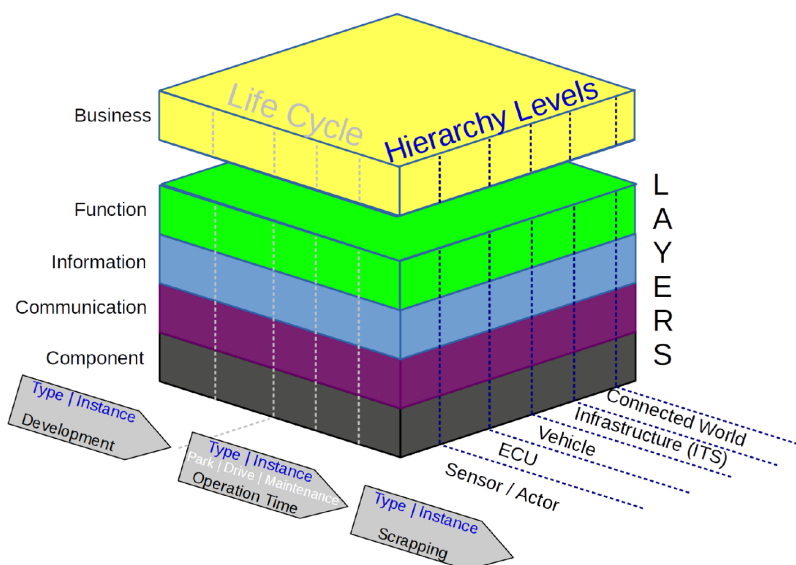 Life Cycle
Hierarchy Levels
Business
Function
Information
Communication
Component
LAYERS
Type | Instance
Development
Type | Instance
Park | Drive | Maintenance
Operation Time
Type | Instance
Scrapping
Connected World
Infrastructure (ITS)
Vehicle
ECU
Sensor / Actor